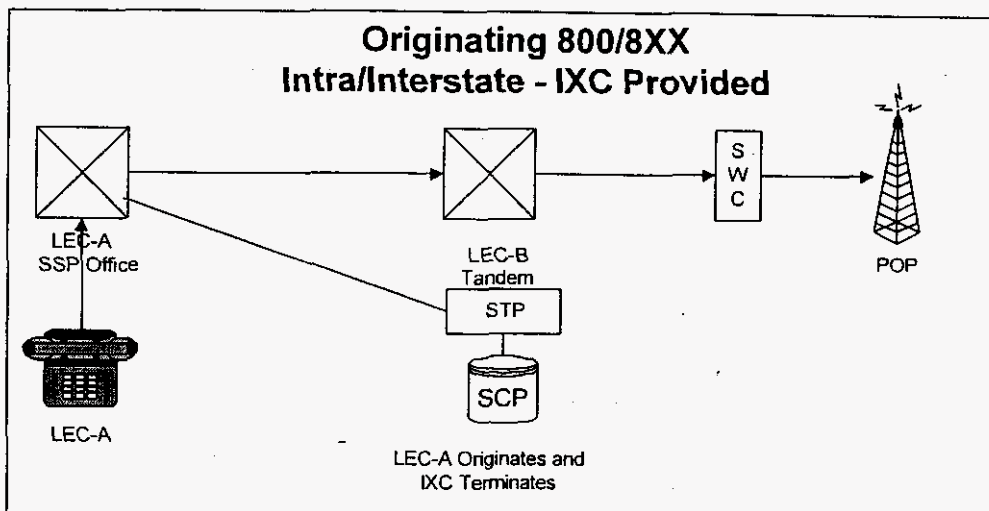 Originating 800/8XX
Intra/Interstate - IXC Provided
S
W
C
LEC-A
SSP Office
LEC-B
Tandem
POP
STP
SCP
LEC-A
LEC-A Originates and
IXC Terminates